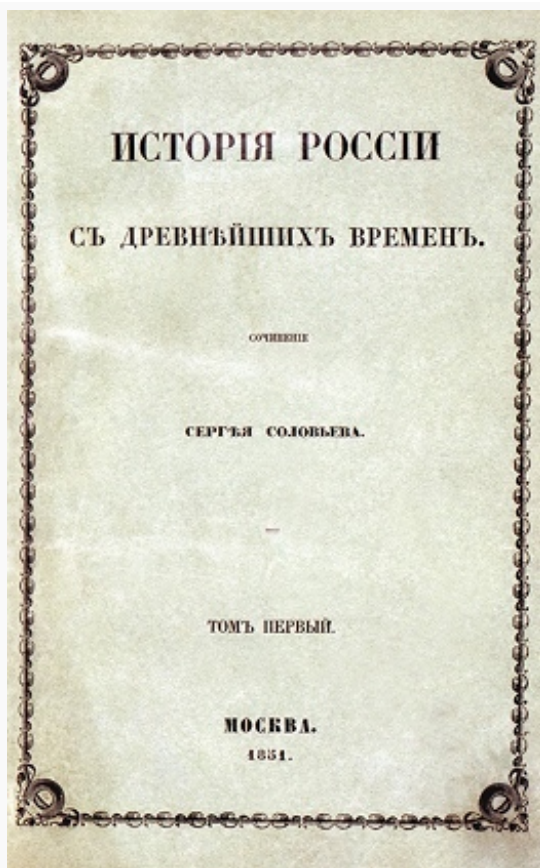 ИСТОРІЯ РОССІИ
СЪ ДРЕВНѢЙШИХЪ ВРЕМЕНЪ.
СОЧИНЕНІЕ
СЕРГѢЯ СОЛОВЬЕВА.
ТОМЪ ПЕРВЫЙ.
МОСКВА.
1851.